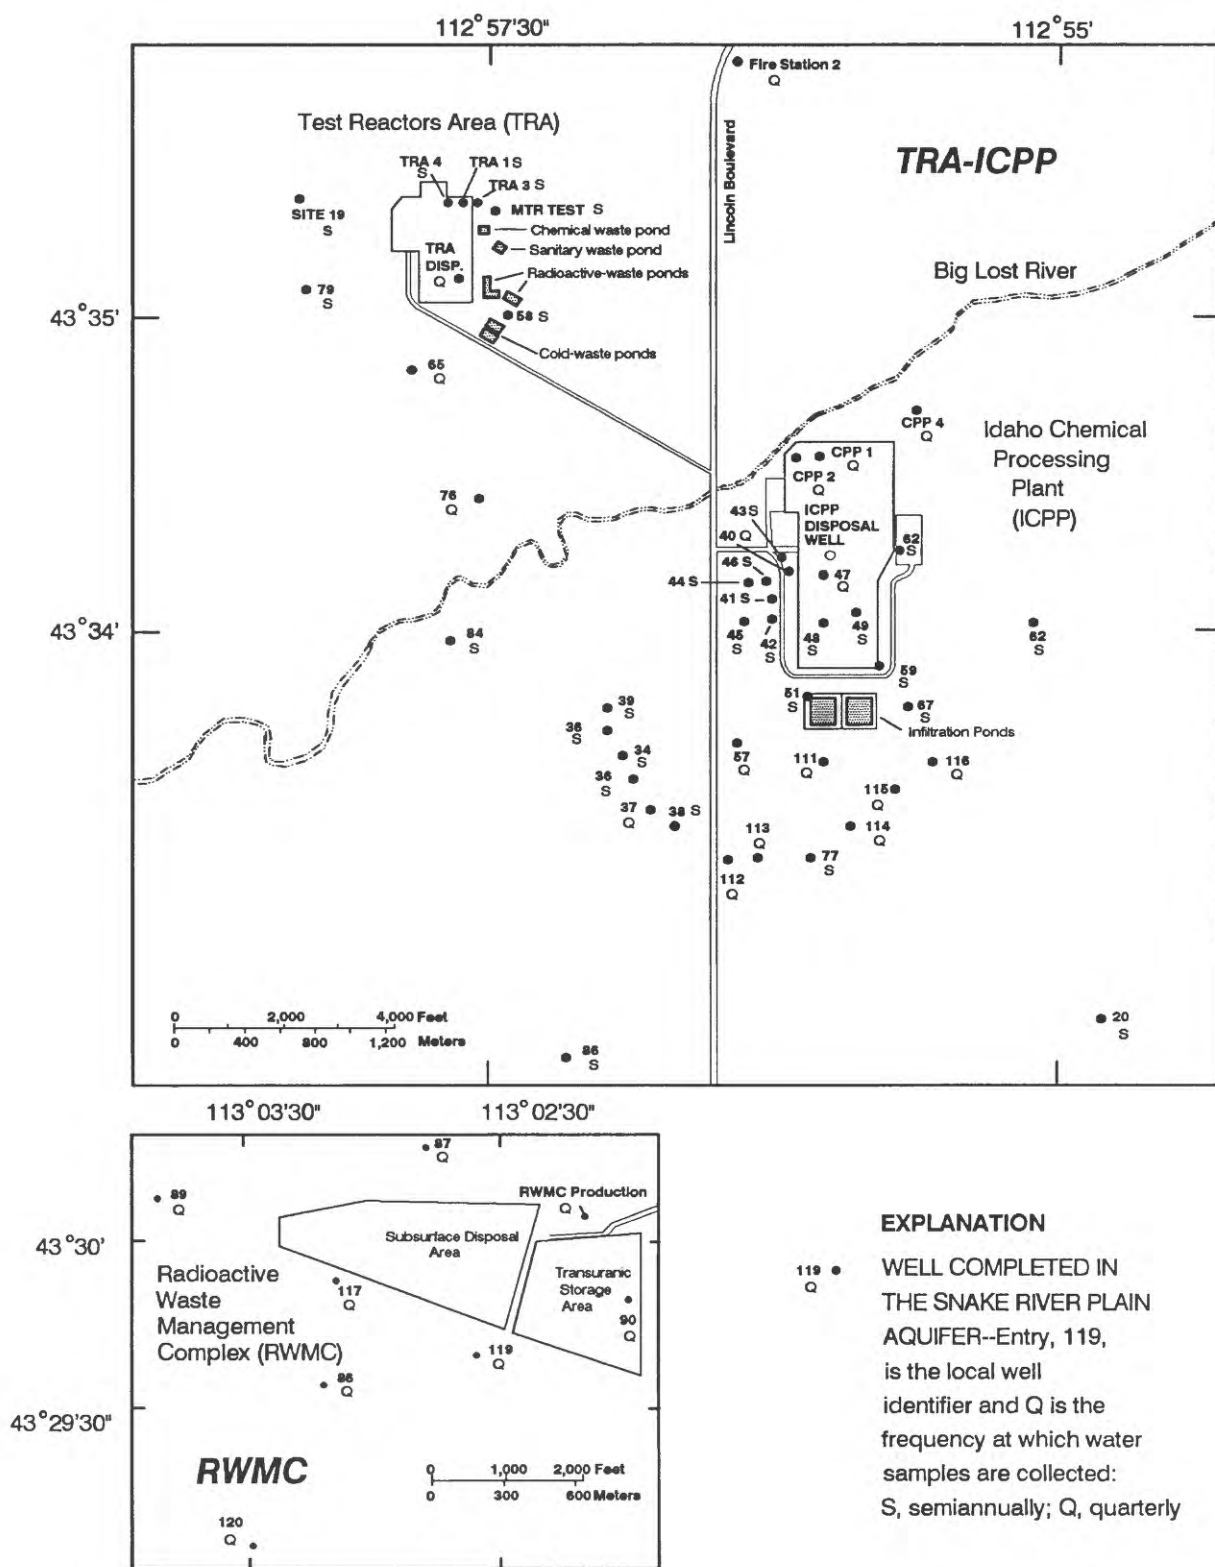 112°57'30"
112°55'
Fire Station 2
Q
Test Reactors Area (TRA)
TRA-ICPP
TRA 4
S
TRA 1 S
TRA 3 S
SITE 19
S
MTR TEST S
Chemical waste pond
Sanitary waste pond
Lincoln Boulevard
TRA
DISP.
Q
Radioactive-waste ponds
Big Lost River
79
S
58 S
43°35'
Cold-waste ponds
65
Q
CPP 4
Q
Idaho Chemical
Processing
Plant
(ICPP)
CPP 1
Q
CPP 2
Q
76
Q
43 S
ICPP
DISPOSAL
WELL
40 Q
62
S
46 S
44 S
47
Q
41 S
43°34'
84
S
45
S
42
S
48
S
49
S
62
S
59
S
51
S
39
S
35
S
67
S
Infiltration Ponds
34
S
57
Q
111
Q
116
Q
36
S
115
Q
37
Q
38 S
113
Q
114
Q
77
S
112
Q
0 2,000 4,000 Feet
0 400 800 1,200 Meters
20
S
86
S
113°03'30"
113°02'30"
87
Q
89
Q
RWMC Production
Q
43°30'
Subsurface Disposal
Area
Radioactive
Waste
Management
Complex (RWMC)
117
Q
Transuranic
Storage
Area
90
Q
119
Q
86
Q
43°29'30"
RWMC
0 1,000 2,000 Feet
0 300 600 Meters
120
Q
EXPLANATION
119
Q
WELL COMPLETED IN
THE SNAKE RIVER PLAIN
AQUIFER--Entry, 119,
is the local well
identifier and Q is the
frequency at which water
samples are collected:
S, semiannually; Q, quarterly